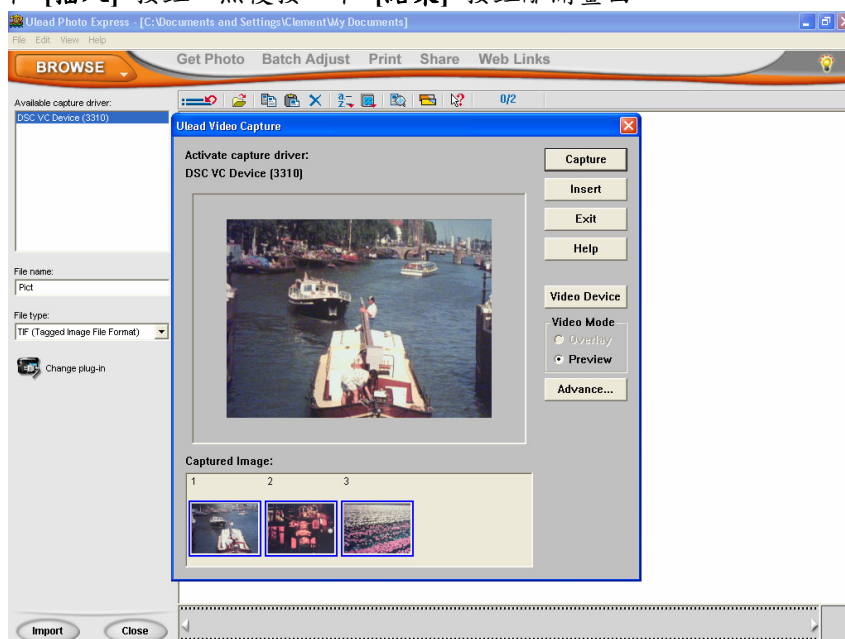 [插入] 按鈕，然後按一下 [結束] 按鈕離開畫面
Ulead Photo Express - [C:\Documents and Settings\Clement\My Documents]
File Edit View Help
BROWSE Get Photo Batch Adjust Print Share Web Links
Available capture driver:
DSC VC Device (3310)
0/2
Ulead Video Capture
Activate capture driver:
DSC VC Device (3310)
Capture
Insert
Exit
Help
File name:
Pict
Video Device
File type:
TIF (Tagged Image File Format)
Video Mode
Overlay
Preview
Change plug-in
Advance...
Captured Image:
1 2 3
Import Close